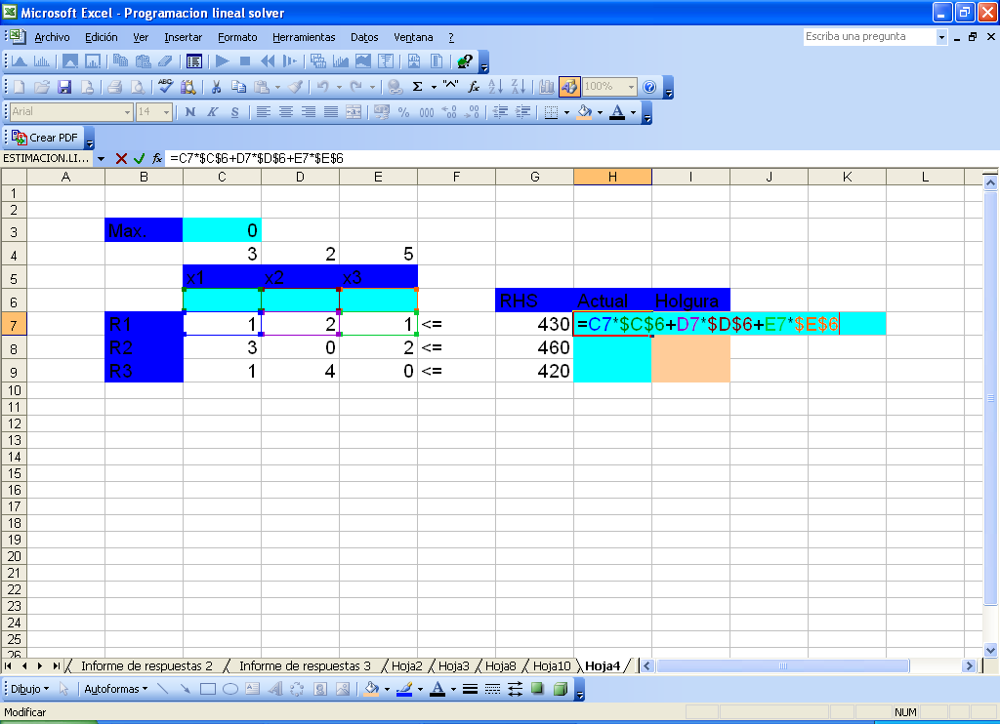 Microsoft Excel - Programacion lineal solver
Archivo Edición Ver Insertar Formato Herramientas Datos Ventana ? Escriba una pregunta
100%
Arial 14 N K S % 000
Crear PDF
ESTIMACION.LI... =C7*$C$6+D7*$D$6+E7*$E$6
A B C D E F G H I J K L
1
2
3 Max. 0
4 3 2 5
5 x1 x2 x3
6 RHS Actual Holgura
7 R1 1 2 1 <= 430 =C7*$C$6+D7*$D$6+E7*$E$6
8 R2 3 0 2 <= 460
9 R3 1 4 0 <= 420
10
11
12
13
14
15
16
17
18
19
20
21
22
23
24
25
26
Informe de respuestas 2 Informe de respuestas 3 Hoja2 Hoja3 Hoja8 Hoja10 Hoja4
Dibujo Autoformas
Modificar NUM